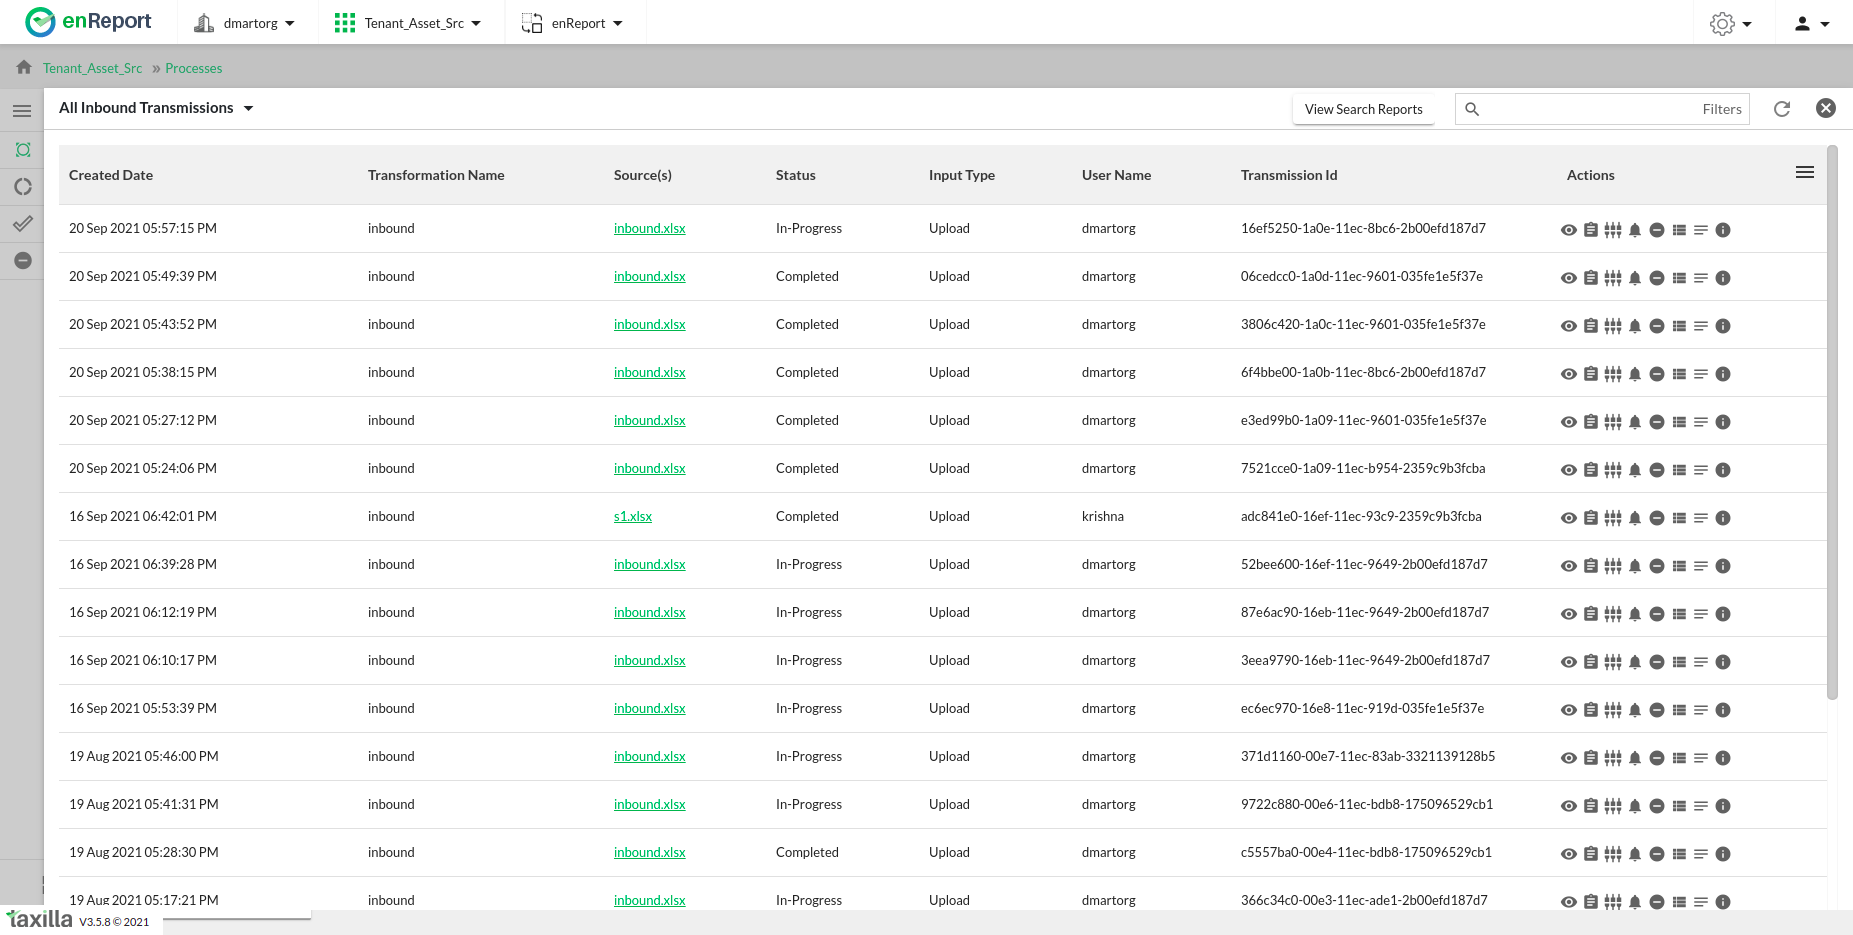 enReport dmartorg Tenant_Asset_Src enReport
Tenant_Asset_Src » Processes
All Inbound Transmissions View Search Reports Filters
Created Date Transformation Name Source(s) Status Input Type User Name Transmission Id Actions
20 Sep 2021 05:57:15 PM inbound inbound.xlsx In-Progress Upload dmartorg 16ef5250-1a0e-11ec-8bc6-2b00efd187d7
20 Sep 2021 05:49:39 PM inbound inbound.xlsx Completed Upload dmartorg 06cedcc0-1a0d-11ec-9601-035fe1e5f37e
20 Sep 2021 05:43:52 PM inbound inbound.xlsx Completed Upload dmartorg 3806c420-1a0c-11ec-9601-035fe1e5f37e
20 Sep 2021 05:38:15 PM inbound inbound.xlsx Completed Upload dmartorg 6f4bbe00-1a0b-11ec-8bc6-2b00efd187d7
20 Sep 2021 05:27:12 PM inbound inbound.xlsx Completed Upload dmartorg e3ed99b0-1a09-11ec-9601-035fe1e5f37e
20 Sep 2021 05:24:06 PM inbound inbound.xlsx Completed Upload dmartorg 7521cce0-1a09-11ec-b954-2359c9b3fcba
16 Sep 2021 06:42:01 PM inbound s1.xlsx Completed Upload krishna adc841e0-16ef-11ec-93c9-2359c9b3fcba
16 Sep 2021 06:39:28 PM inbound inbound.xlsx In-Progress Upload dmartorg 52bee600-16ef-11ec-9649-2b00efd187d7
16 Sep 2021 06:12:19 PM inbound inbound.xlsx In-Progress Upload dmartorg 87e6ac90-16eb-11ec-9649-2b00efd187d7
16 Sep 2021 06:10:17 PM inbound inbound.xlsx In-Progress Upload dmartorg 3eea9790-16eb-11ec-9649-2b00efd187d7
16 Sep 2021 05:53:39 PM inbound inbound.xlsx In-Progress Upload dmartorg ec6ec970-16e8-11ec-919d-035fe1e5f37e
19 Aug 2021 05:46:00 PM inbound inbound.xlsx In-Progress Upload dmartorg 371d1160-00e7-11ec-83ab-3321139128b5
19 Aug 2021 05:41:31 PM inbound inbound.xlsx In-Progress Upload dmartorg 9722c880-00e6-11ec-bdb8-175096529cb1
19 Aug 2021 05:28:30 PM inbound inbound.xlsx Completed Upload dmartorg c5557ba0-00e4-11ec-bdb8-175096529cb1
19 Aug 2021 05:17:21 PM inbound inbound.xlsx In-Progress Upload dmartorg 366c34c0-00e3-11ec-ade1-2b00efd187d7
taxilla V3.5.8 © 2021